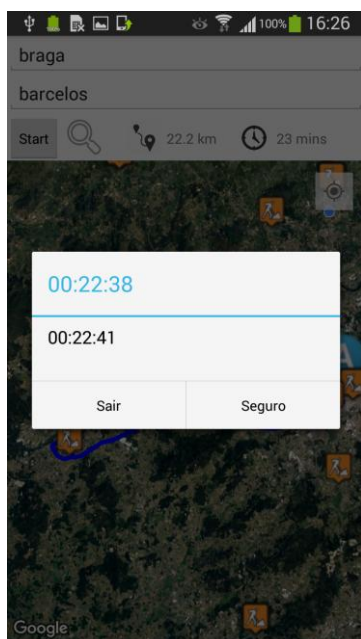 100% 16:26
braga
barcelos
Start 22.2 km 23 mins
00:22:38
00:22:41
Sair Seguro
A
Google